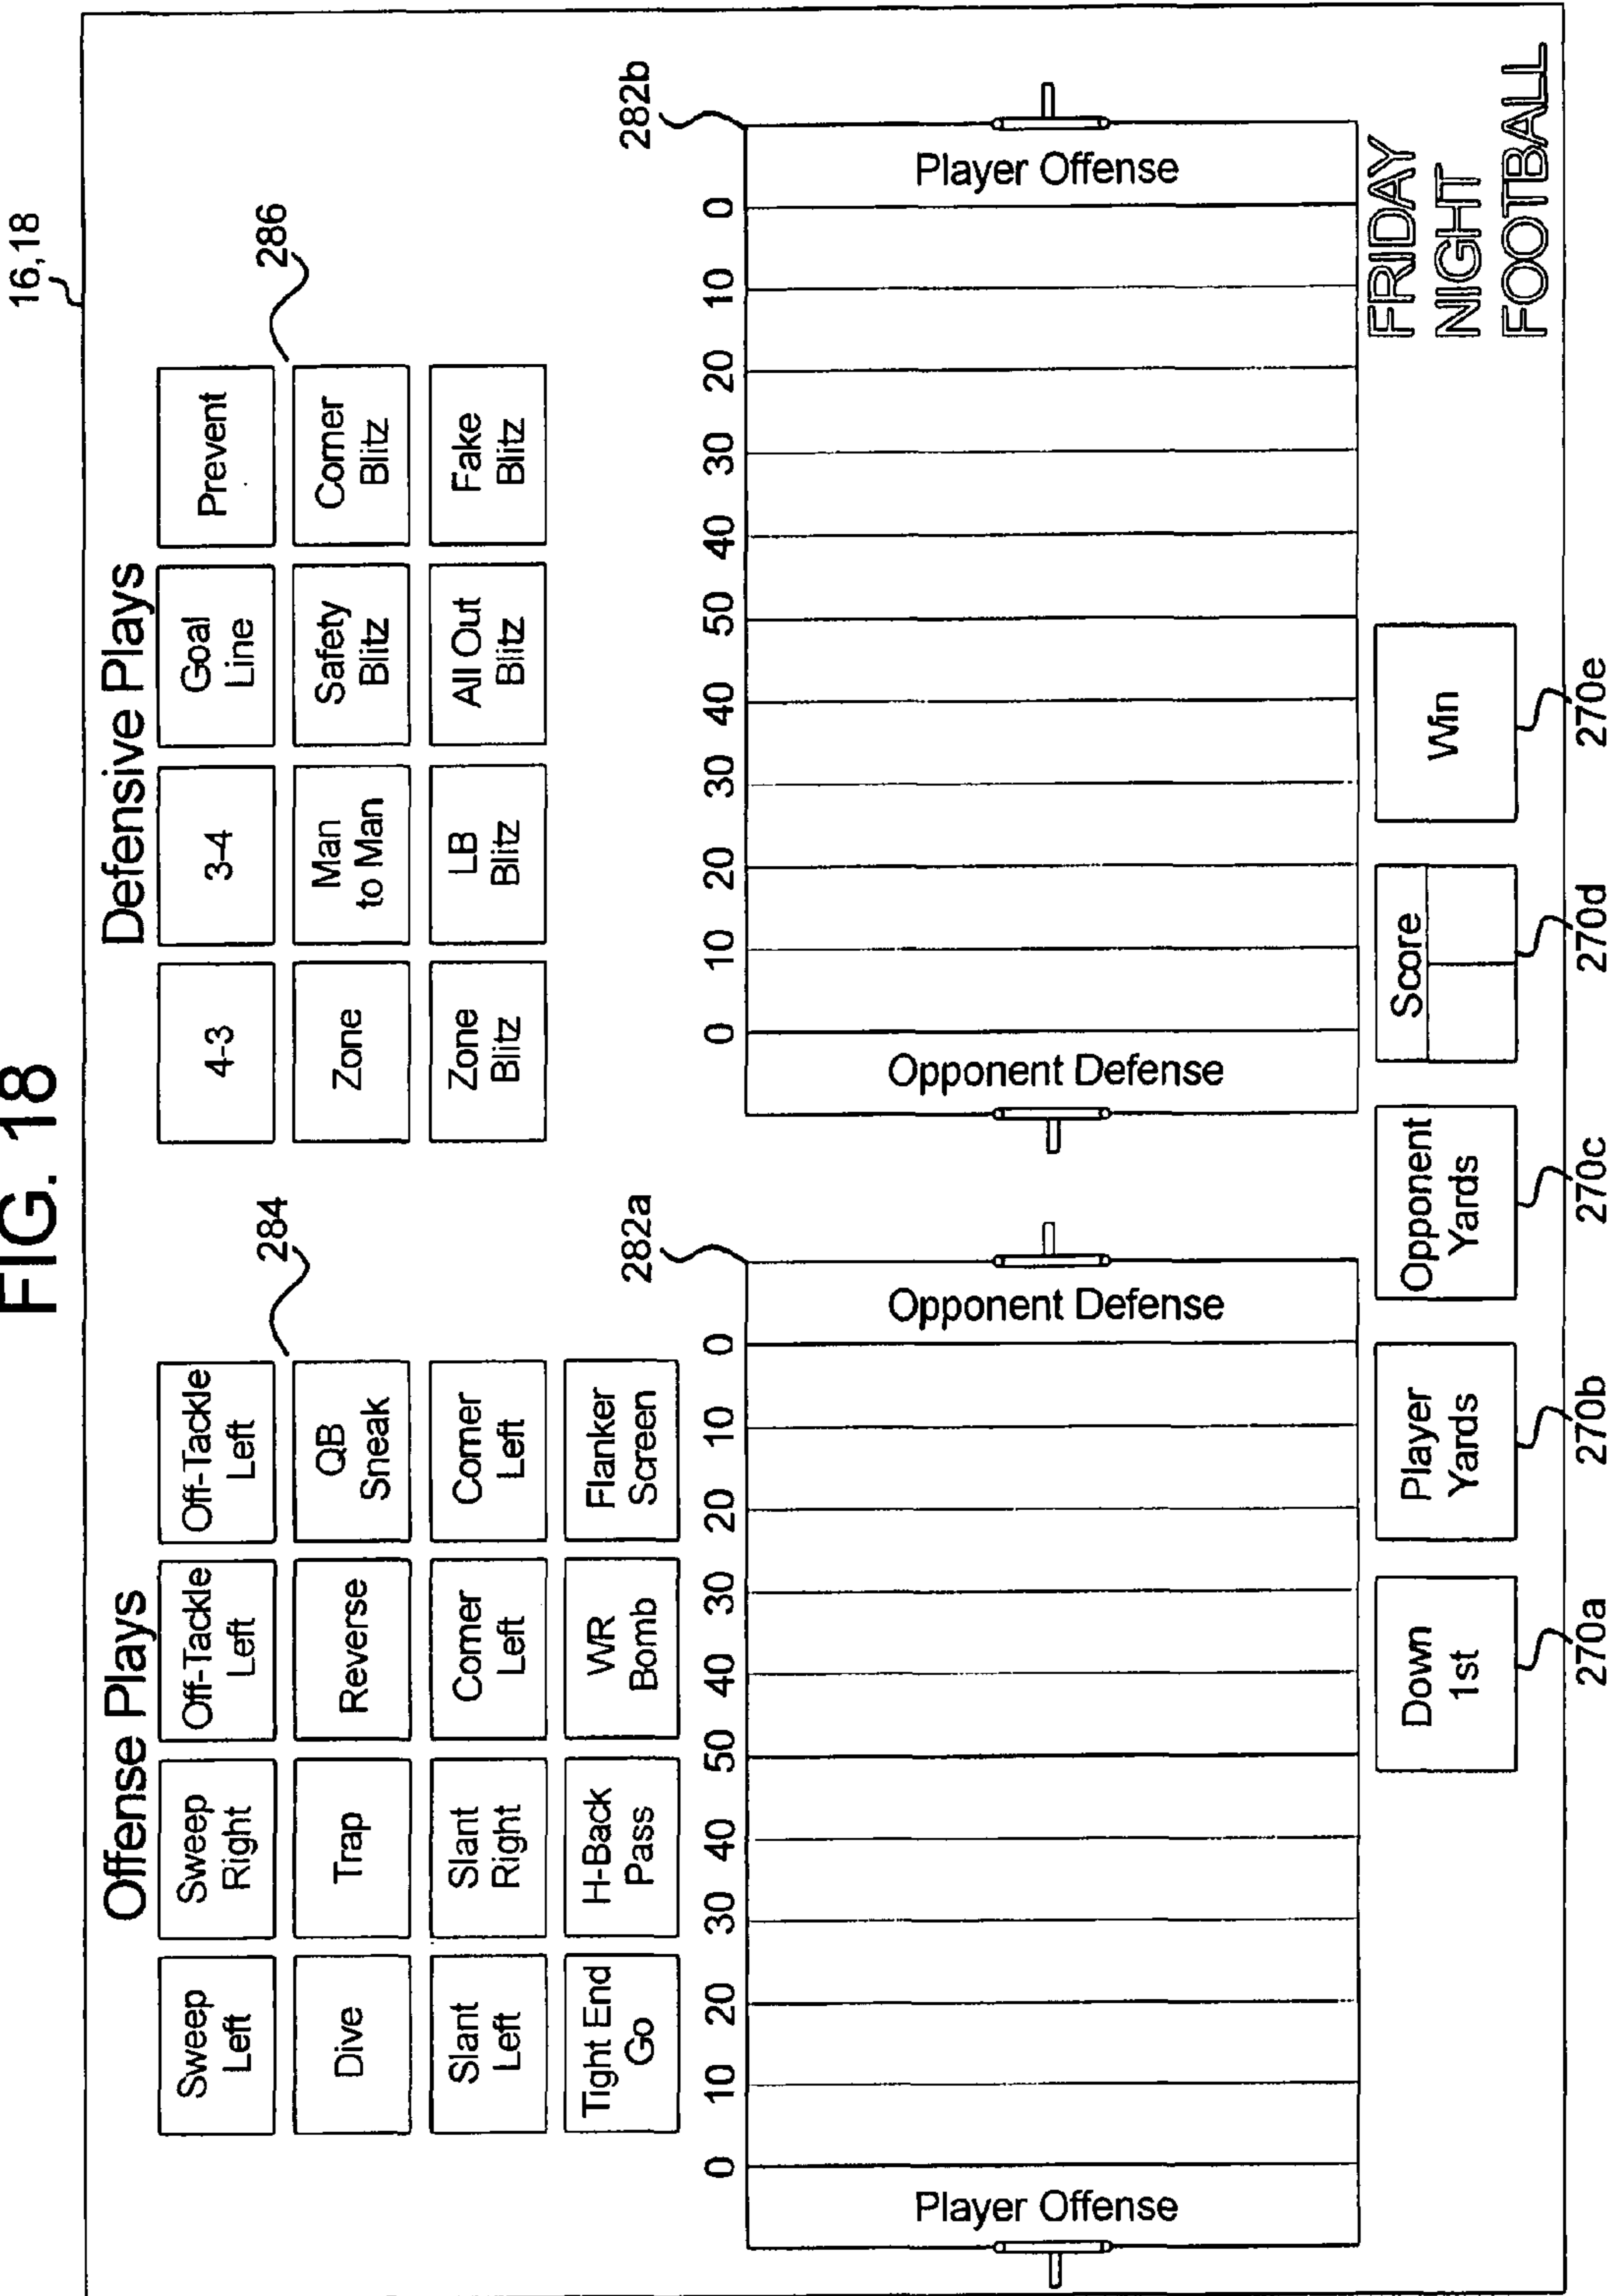 FIG. 18
16,18
Offense Plays
Sweep
Left
Sweep
Right
Off-Tackle
Left
Off-Tackle
Left
Dive
Trap
Reverse
QB
Sneak
Slant
Left
Slant
Right
Corner
Left
Corner
Left
Tight End
Go
H-Back
Pass
WR
Bomb
Flanker
Screen
284
Defensive Plays
4-3
3-4
Goal
Line
Prevent
Zone
Man
to Man
Safety
Blitz
Corner
Blitz
Zone
Blitz
LB
Blitz
All Out
Blitz
Fake
Blitz
286
282a
0 10 20 30 40 50 40 30 20 10 0
Player Offense
Opponent Defense
282b
0 10 20 30 40 50 40 30 20 10 0
Opponent Defense
Player Offense
Down
1st
Player
Yards
Opponent
Yards
Score
Win
FRIDAY
NIGHT
FOOTBALL
270a 270b 270c 270d 270e